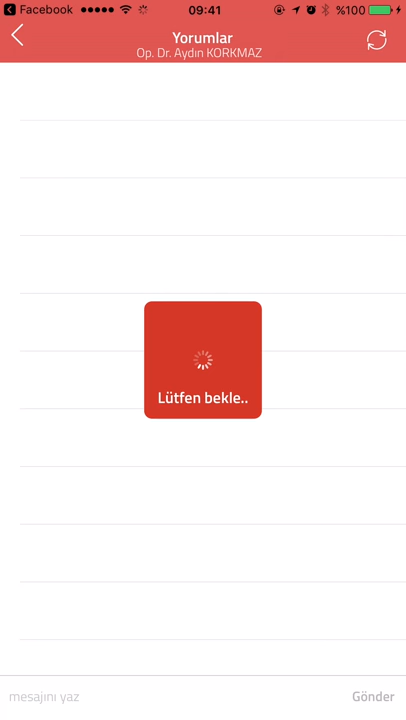 Facebook 09:41 %100
Yorumlar
Op. Dr. Aydın KORKMAZ
Lütfen bekle..
mesajını yaz Gönder